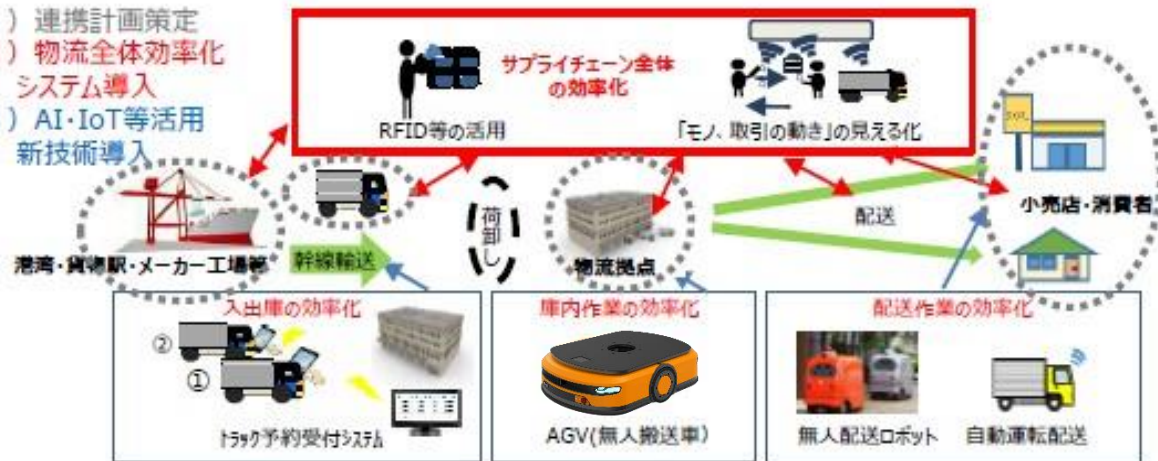 ）連携計画策定
）物流全体効率化
システム導入
）AI・IoT等活用
新技術導入
サプライチェーン全体
の効率化
RFID等の活用
「モノ、取引の動き」の見える化
港湾・貨物駅・メーカー工場等
幹線輸送
荷卸し
物流拠点
配送
小売店・消費者
入出庫の効率化
②
①
トラック予約受付システム
庫内作業の効率化
AGV(無人搬送車）
配送作業の効率化
無人配送ロボット
自動運転配送